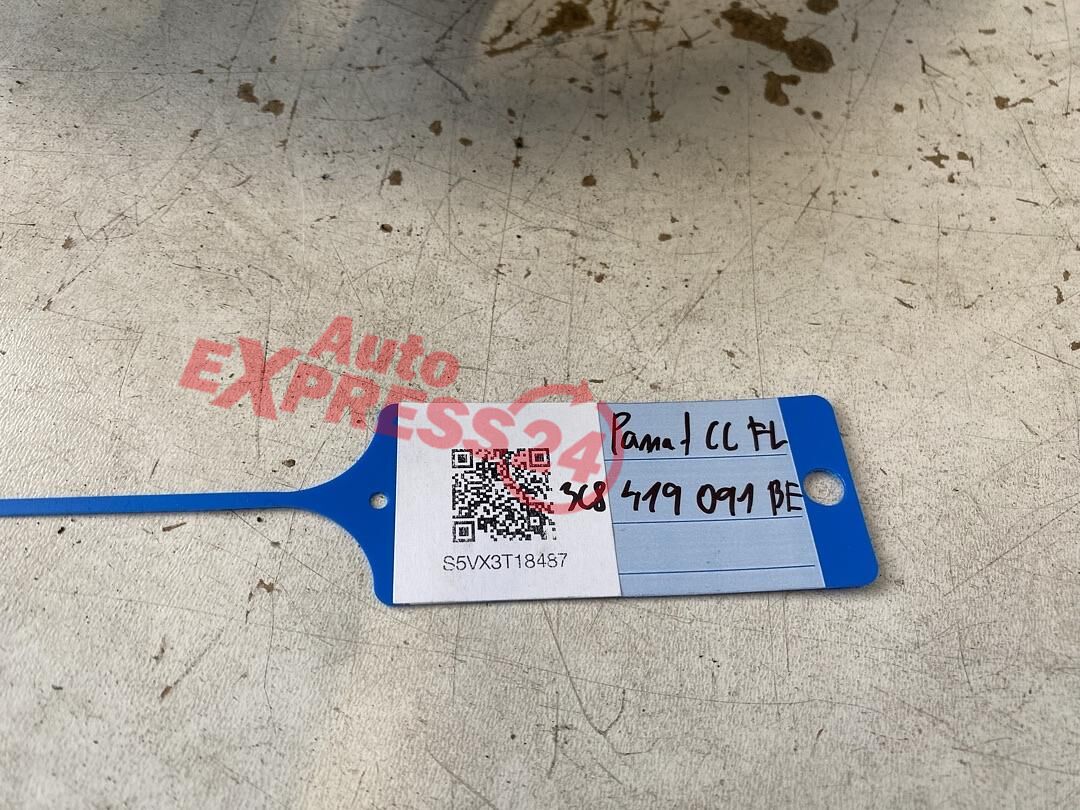 Auto
EXPRESS24
Passat CC FL
3C8 419 091 BE
S5VX3T18487